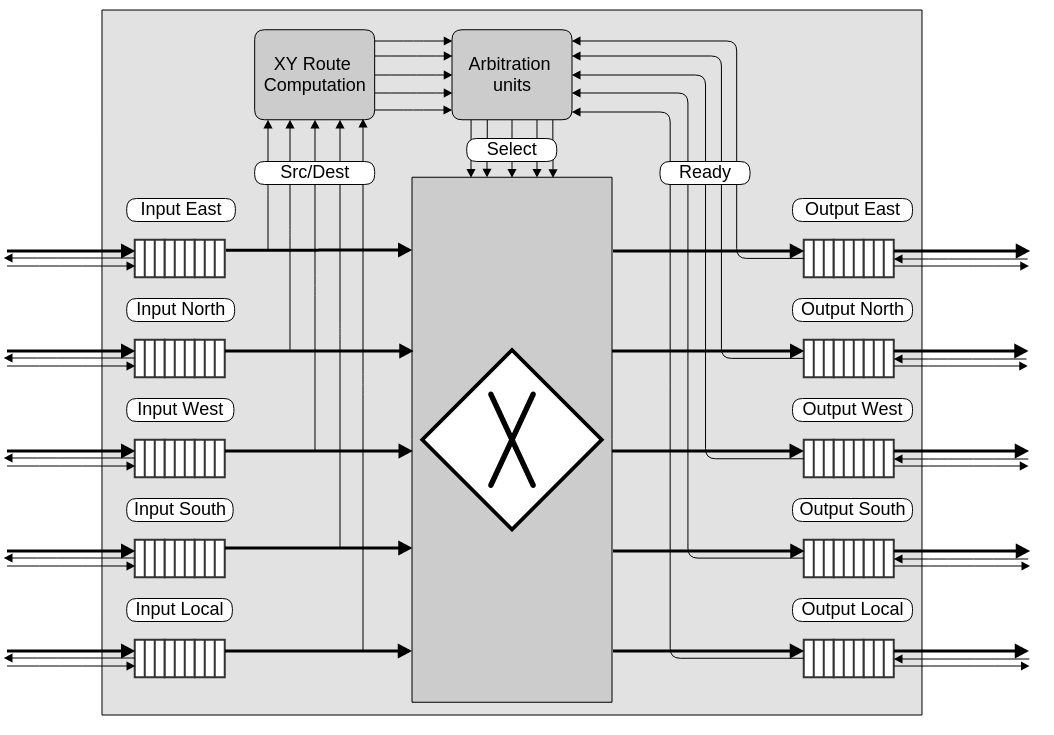 XY Route
Computation
Arbitration
units
Select
Src/Dest
Ready
Input East
Output East
Input North
Output North
Input West
Output West
Input South
Output South
Input Local
Output Local